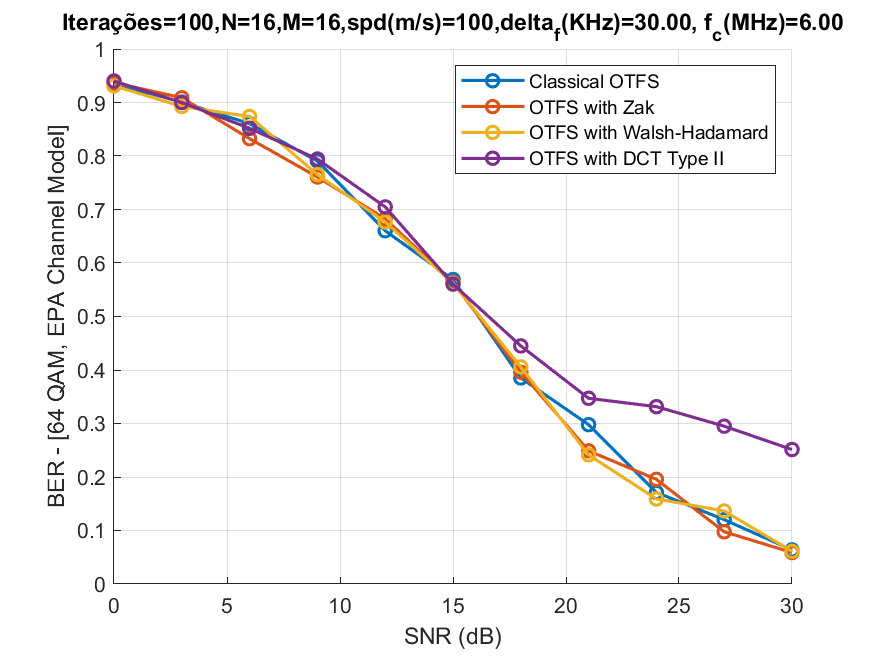 Iterações=100,N=16,M=16,spd(m/s)=100,delta_f(KHz)=30.00, f_c(MHz)=6.00
1
0.9
0.8
0.7
0.6
0.5
0.4
0.3
0.2
0.1
0
BER - [64 QAM, EPA Channel Model]
Classical OTFS
OTFS with Zak
OTFS with Walsh-Hadamard
OTFS with DCT Type II
0 5 10 15 20 25 30
SNR (dB)